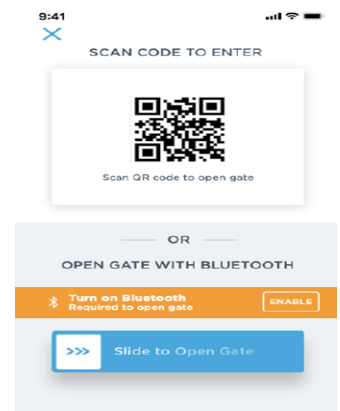 9:41
SCAN CODE TO ENTER
Scan QR code to open gate
OR
OPEN GATE WITH BLUETOOTH
Turn on Bluetooth
Required to open gate
ENABLE
>>> Slide to Open Gate